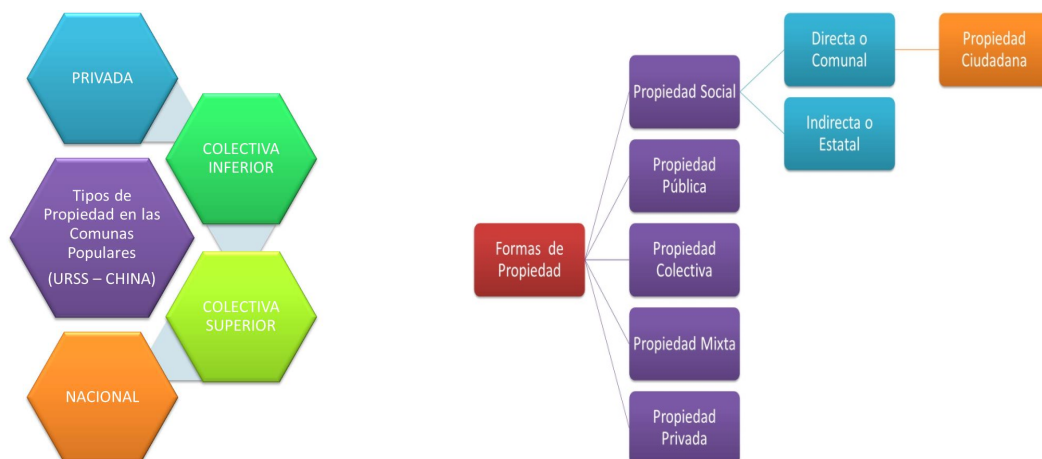 PRIVADA
COLECTIVA
INFERIOR
Tipos de
Propiedad en las
Comunas
Populares
(URSS – CHINA)
COLECTIVA
SUPERIOR
NACIONAL
Formas de
Propiedad
Propiedad Social
Directa o
Comunal
Propiedad
Ciudadana
Indirecta o
Estatal
Propiedad
Pública
Propiedad
Colectiva
Propiedad Mixta
Propiedad
Privada